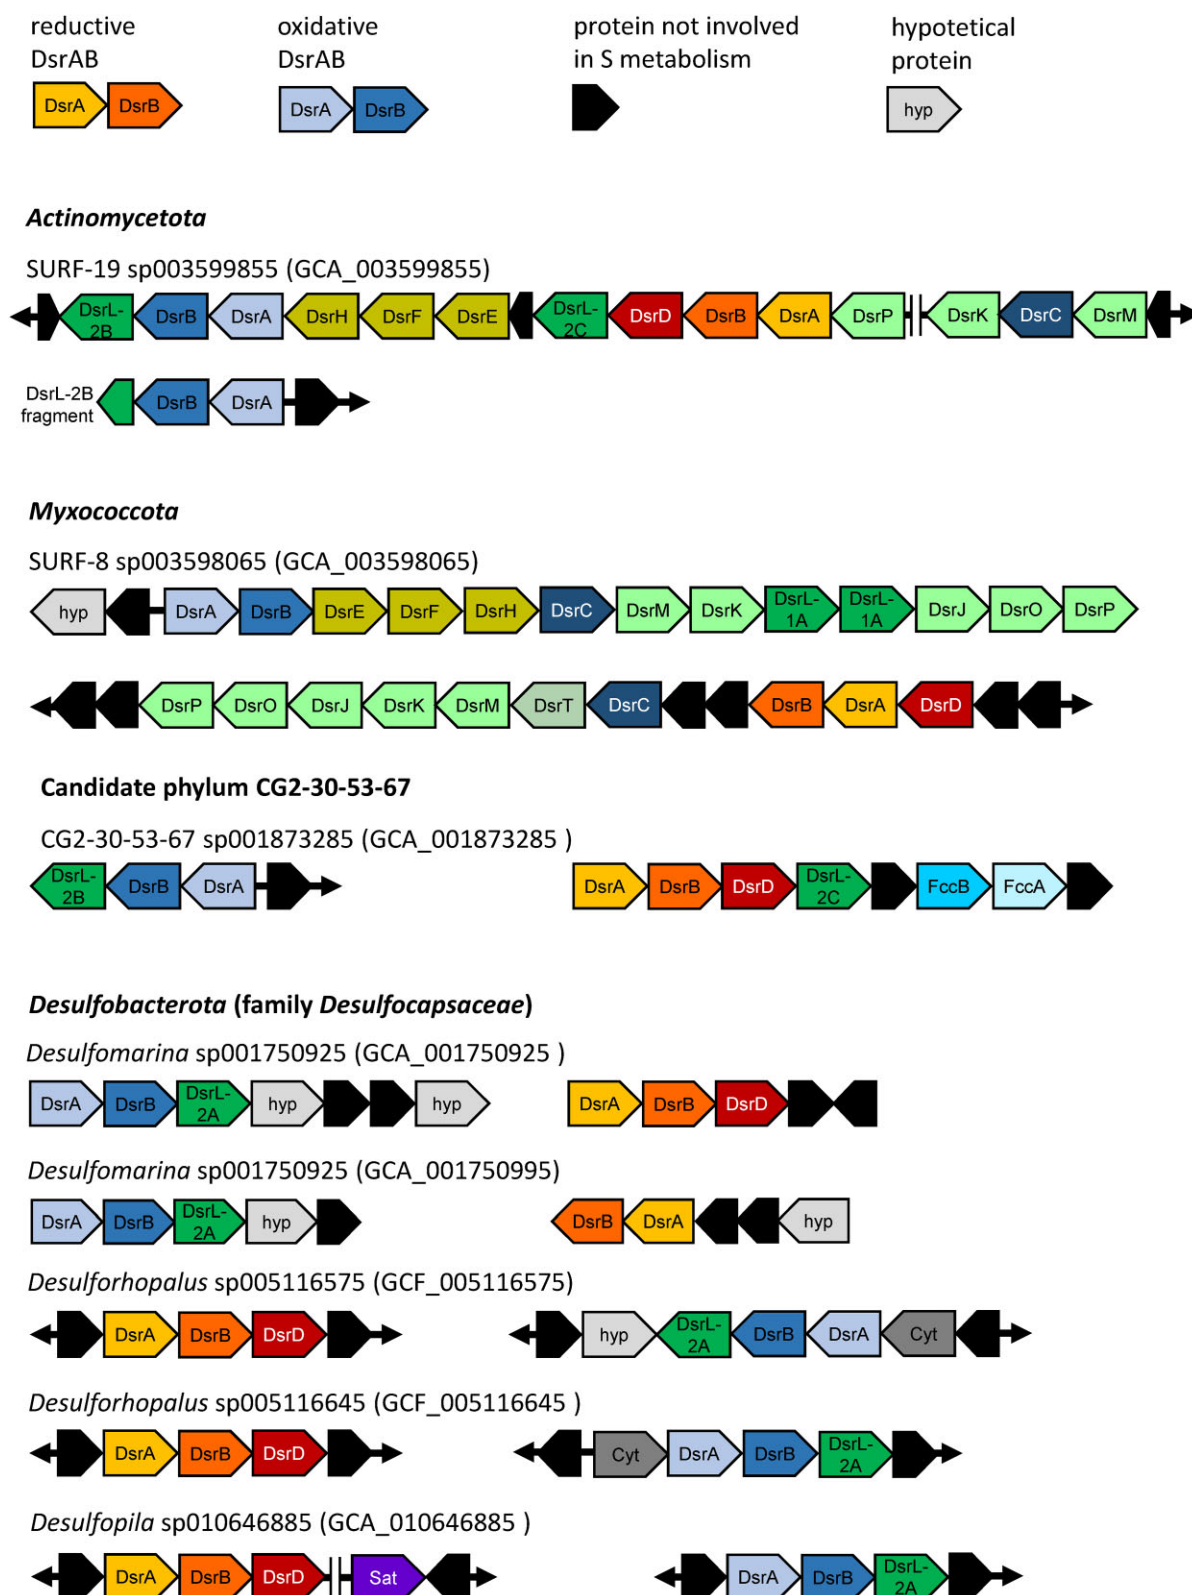 reductive DsrAB
oxidative DsrAB
protein not involved in S metabolism
hypotetical protein
DsrA DsrB DsrA DsrB hyp
Actinomycetota
SURF-19 sp003599855 (GCA_003599855)
DsrL-2B DsrB DsrA DsrH DsrF DsrE DsrL-2C DsrD DsrB DsrA DsrP DsrK DsrC DsrM
DsrL-2B fragment DsrB DsrA
Myxococcota
SURF-8 sp003598065 (GCA_003598065)
hyp DsrA DsrB DsrE DsrF DsrH DsrC DsrM DsrK DsrL-1A DsrL-1A DsrJ DsrO DsrP
DsrP DsrO DsrJ DsrK DsrM DsrT DsrC DsrB DsrA DsrD
Candidate phylum CG2-30-53-67
CG2-30-53-67 sp001873285 (GCA_001873285 )
DsrL-2B DsrB DsrA DsrA DsrB DsrD DsrL-2C FccB FccA
Desulfobacterota (family Desulfocapsaceae)
Desulfomarina sp001750925 (GCA_001750925 )
DsrA DsrB DsrL-2A hyp hyp DsrA DsrB DsrD
Desulfomarina sp001750925 (GCA_001750995)
DsrA DsrB DsrL-2A hyp DsrB DsrA hyp
Desulforhopalus sp005116575 (GCF_005116575)
DsrA DsrB DsrD hyp DsrL-2A DsrB DsrA Cyt
Desulforhopalus sp005116645 (GCF_005116645 )
DsrA DsrB DsrD Cyt DsrA DsrB DsrL-2A
Desulfopila sp010646885 (GCA_010646885 )
DsrA DsrB DsrD Sat DsrA DsrB DsrL-2A